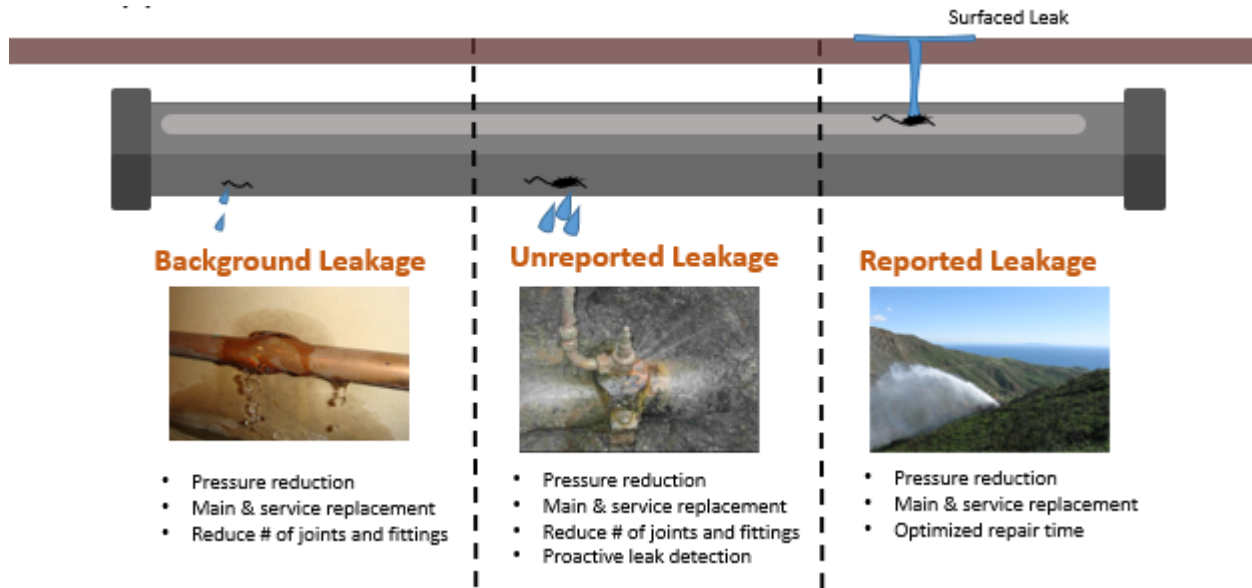 Surfaced Leak
Background Leakage
• Pressure reduction
• Main & service replacement
• Reduce # of joints and fittings
Unreported Leakage
• Pressure reduction
• Main & service replacement
• Reduce # of joints and fittings
• Proactive leak detection
Reported Leakage
• Pressure reduction
• Main & service replacement
• Optimized repair time